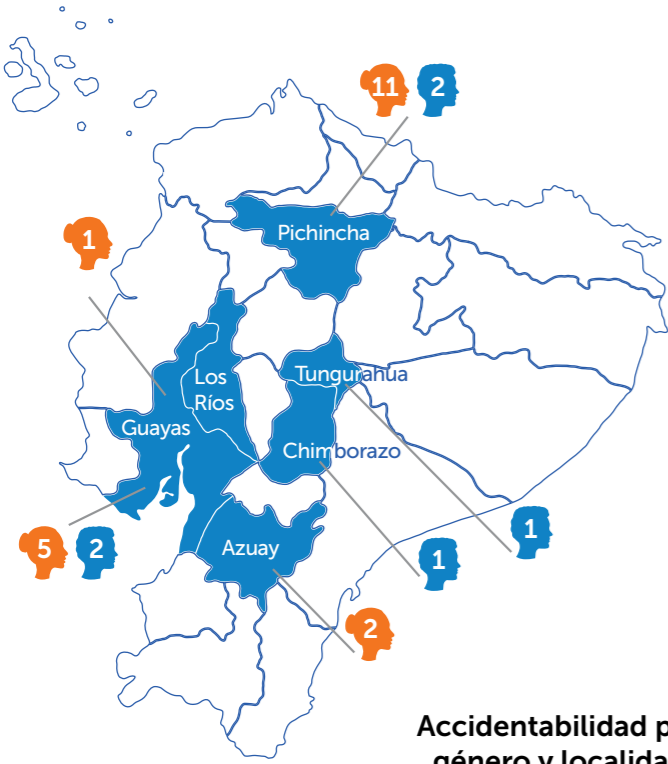 11 2
Pichincha
1
Los
Ríos
Tungurahua
Guayas
Chimborazo
5 2
Azuay
1
1
2
Accidentabilidad p
género y localida